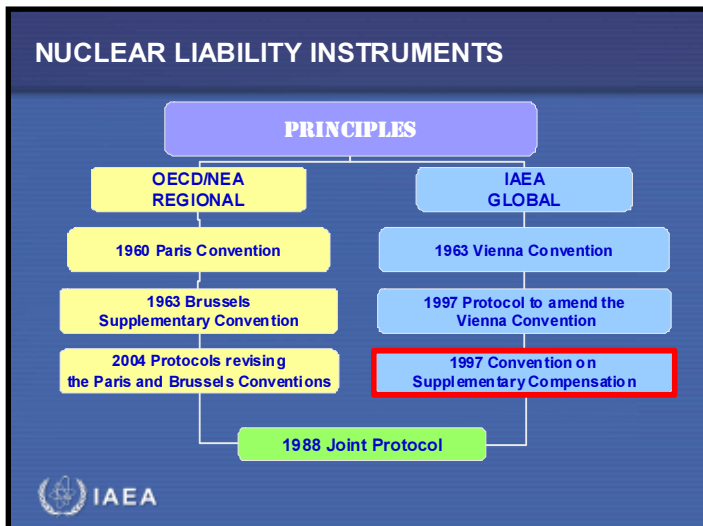 NUCLEAR LIABILITY INSTRUMENTS
PRINCIPLES
OECD/NEA
REGIONAL
IAEA
GLOBAL
1960 Paris Convention
1963 Vienna Convention
1963 Brussels
Supplementary Convention
1997 Protocol to amend the
Vienna Convention
2004 Protocols revising
the Paris and Brussels Conventions
1997 Convention on
Supplementary Compensation
1988 Joint Protocol
IAEA